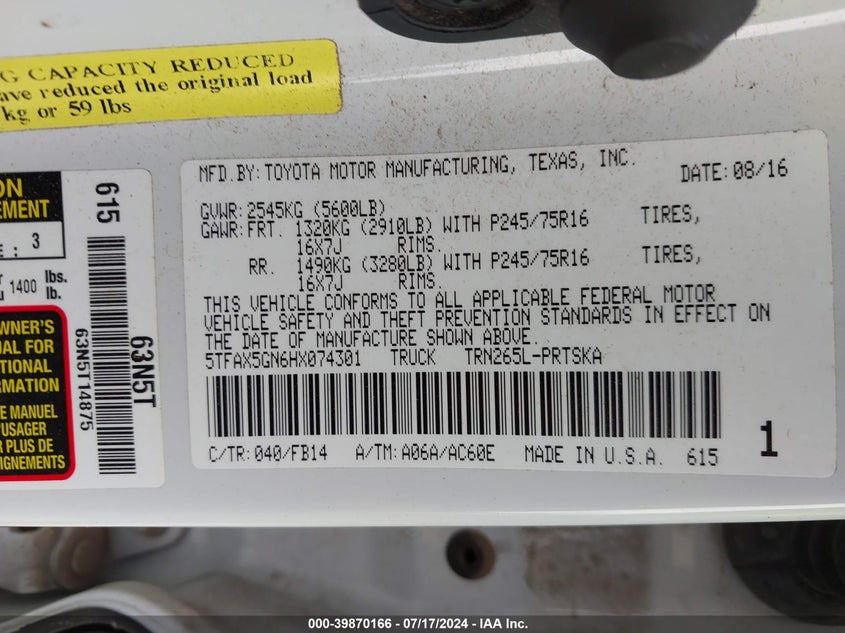 G CAPACITY REDUCED
ave reduced the original load
kg or 59 lbs
ON
EMENT
E : 3
1400 lbs.
lb.
OWNER'S
UAL FOR
TIONAL
RMATION
E MANUEL
'USAGER
R PLUS DE
IGNEMENTS
615
63N5T14875
63N5T
MFD.BY: TOYOTA MOTOR MANUFACTURING, TEXAS, INC.
DATE: 08/16
GVWR: 2545KG (5600LB)
GAWR: FRT. 1320KG (2910LB) WITH P245/75R16 TIRES,
16X7J RIMS.
RR. 1490KG (3280LB) WITH P245/75R16 TIRES,
16X7J RIMS.
THIS VEHICLE CONFORMS TO ALL APPLICABLE FEDERAL MOTOR
VEHICLE SAFETY AND THEFT PREVENTION STANDARDS IN EFFECT ON
THE DATE OF MANUFACTURE SHOWN ABOVE.
5TFAX5GN6HX074301 TRUCK TRN265L-PRTSKA
C/TR: 040/FB14 A/TM: A06A/AC60E MADE IN U.S.A. 615
1
000-39870166 - 07/17/2024 - IAA Inc.